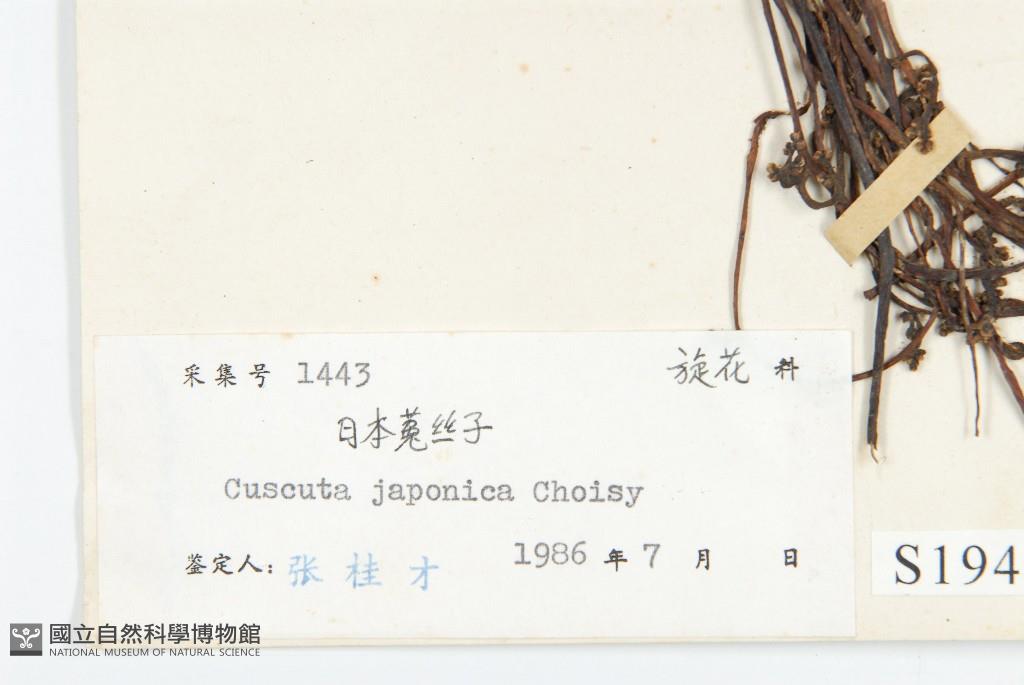 采集号 1443 旋花 科
日本菟丝子
Cuscuta japonica Choisy
鉴定人: 张桂才 1986 年 7 月 日
S194
國立自然科學博物館
NATIONAL MUSEUM OF NATURAL SCIENCE